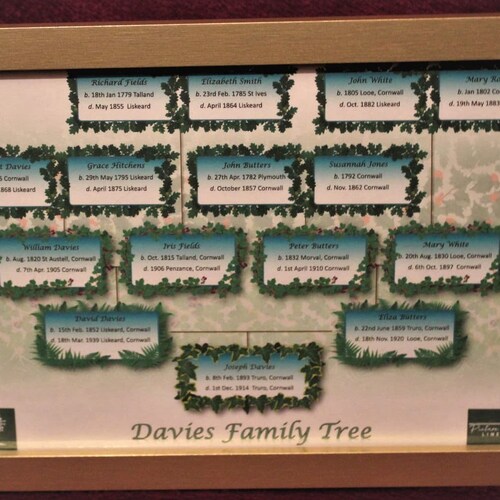 Richard Fields
b. 18th Jan 1779 Talland
d. May 1855 Liskeard
Elizabeth Smith
b. 23rd Feb. 1785 St Ives
d. April 1864 Liskeard
John White
b. 1805 Looe, Cornwall
d. Oct. 1882 Liskeard
Mary
b. Jan 1802
d. 19th May 1883
Davies
Cornwall
1868 Liskeard
Grace Hitchens
b. 29th May 1795 Liskeard
d. April 1875 Liskeard
John Butters
b. 27th Apr. 1782 Plymouth
d. October 1857 Cornwall
Susannah Jones
b. 1792 Cornwall
d. Nov. 1862 Cornwall
William Davies
b. Aug. 1820 St Austell, Cornwall
d. 7th Apr. 1905 Cornwall
Iris Fields
b. Oct. 1815 Talland, Cornwall
d. 1906 Penzance, Cornwall
Peter Butters
b. 1832 Morval, Cornwall
d. 1st April 1910 Cornwall
Mary White
b. 20th Aug. 1830 Looe, Cornwall
d. 6th Oct. 1897 Cornwall
David Davies
b. 15th Feb. 1852 Liskeard, Cornwall
d. 18th Mar. 1939 Liskeard, Cornwall
Eliza Butters
b. 22nd June 1859 Truro, Cornwall
d. 18th Nov. 1920 Looe, Cornwall
Joseph Davies
b. 8th Feb. 1893 Truro, Cornwall
d. 1st Dec. 1914 Truro, Cornwall
Davies Family Tree